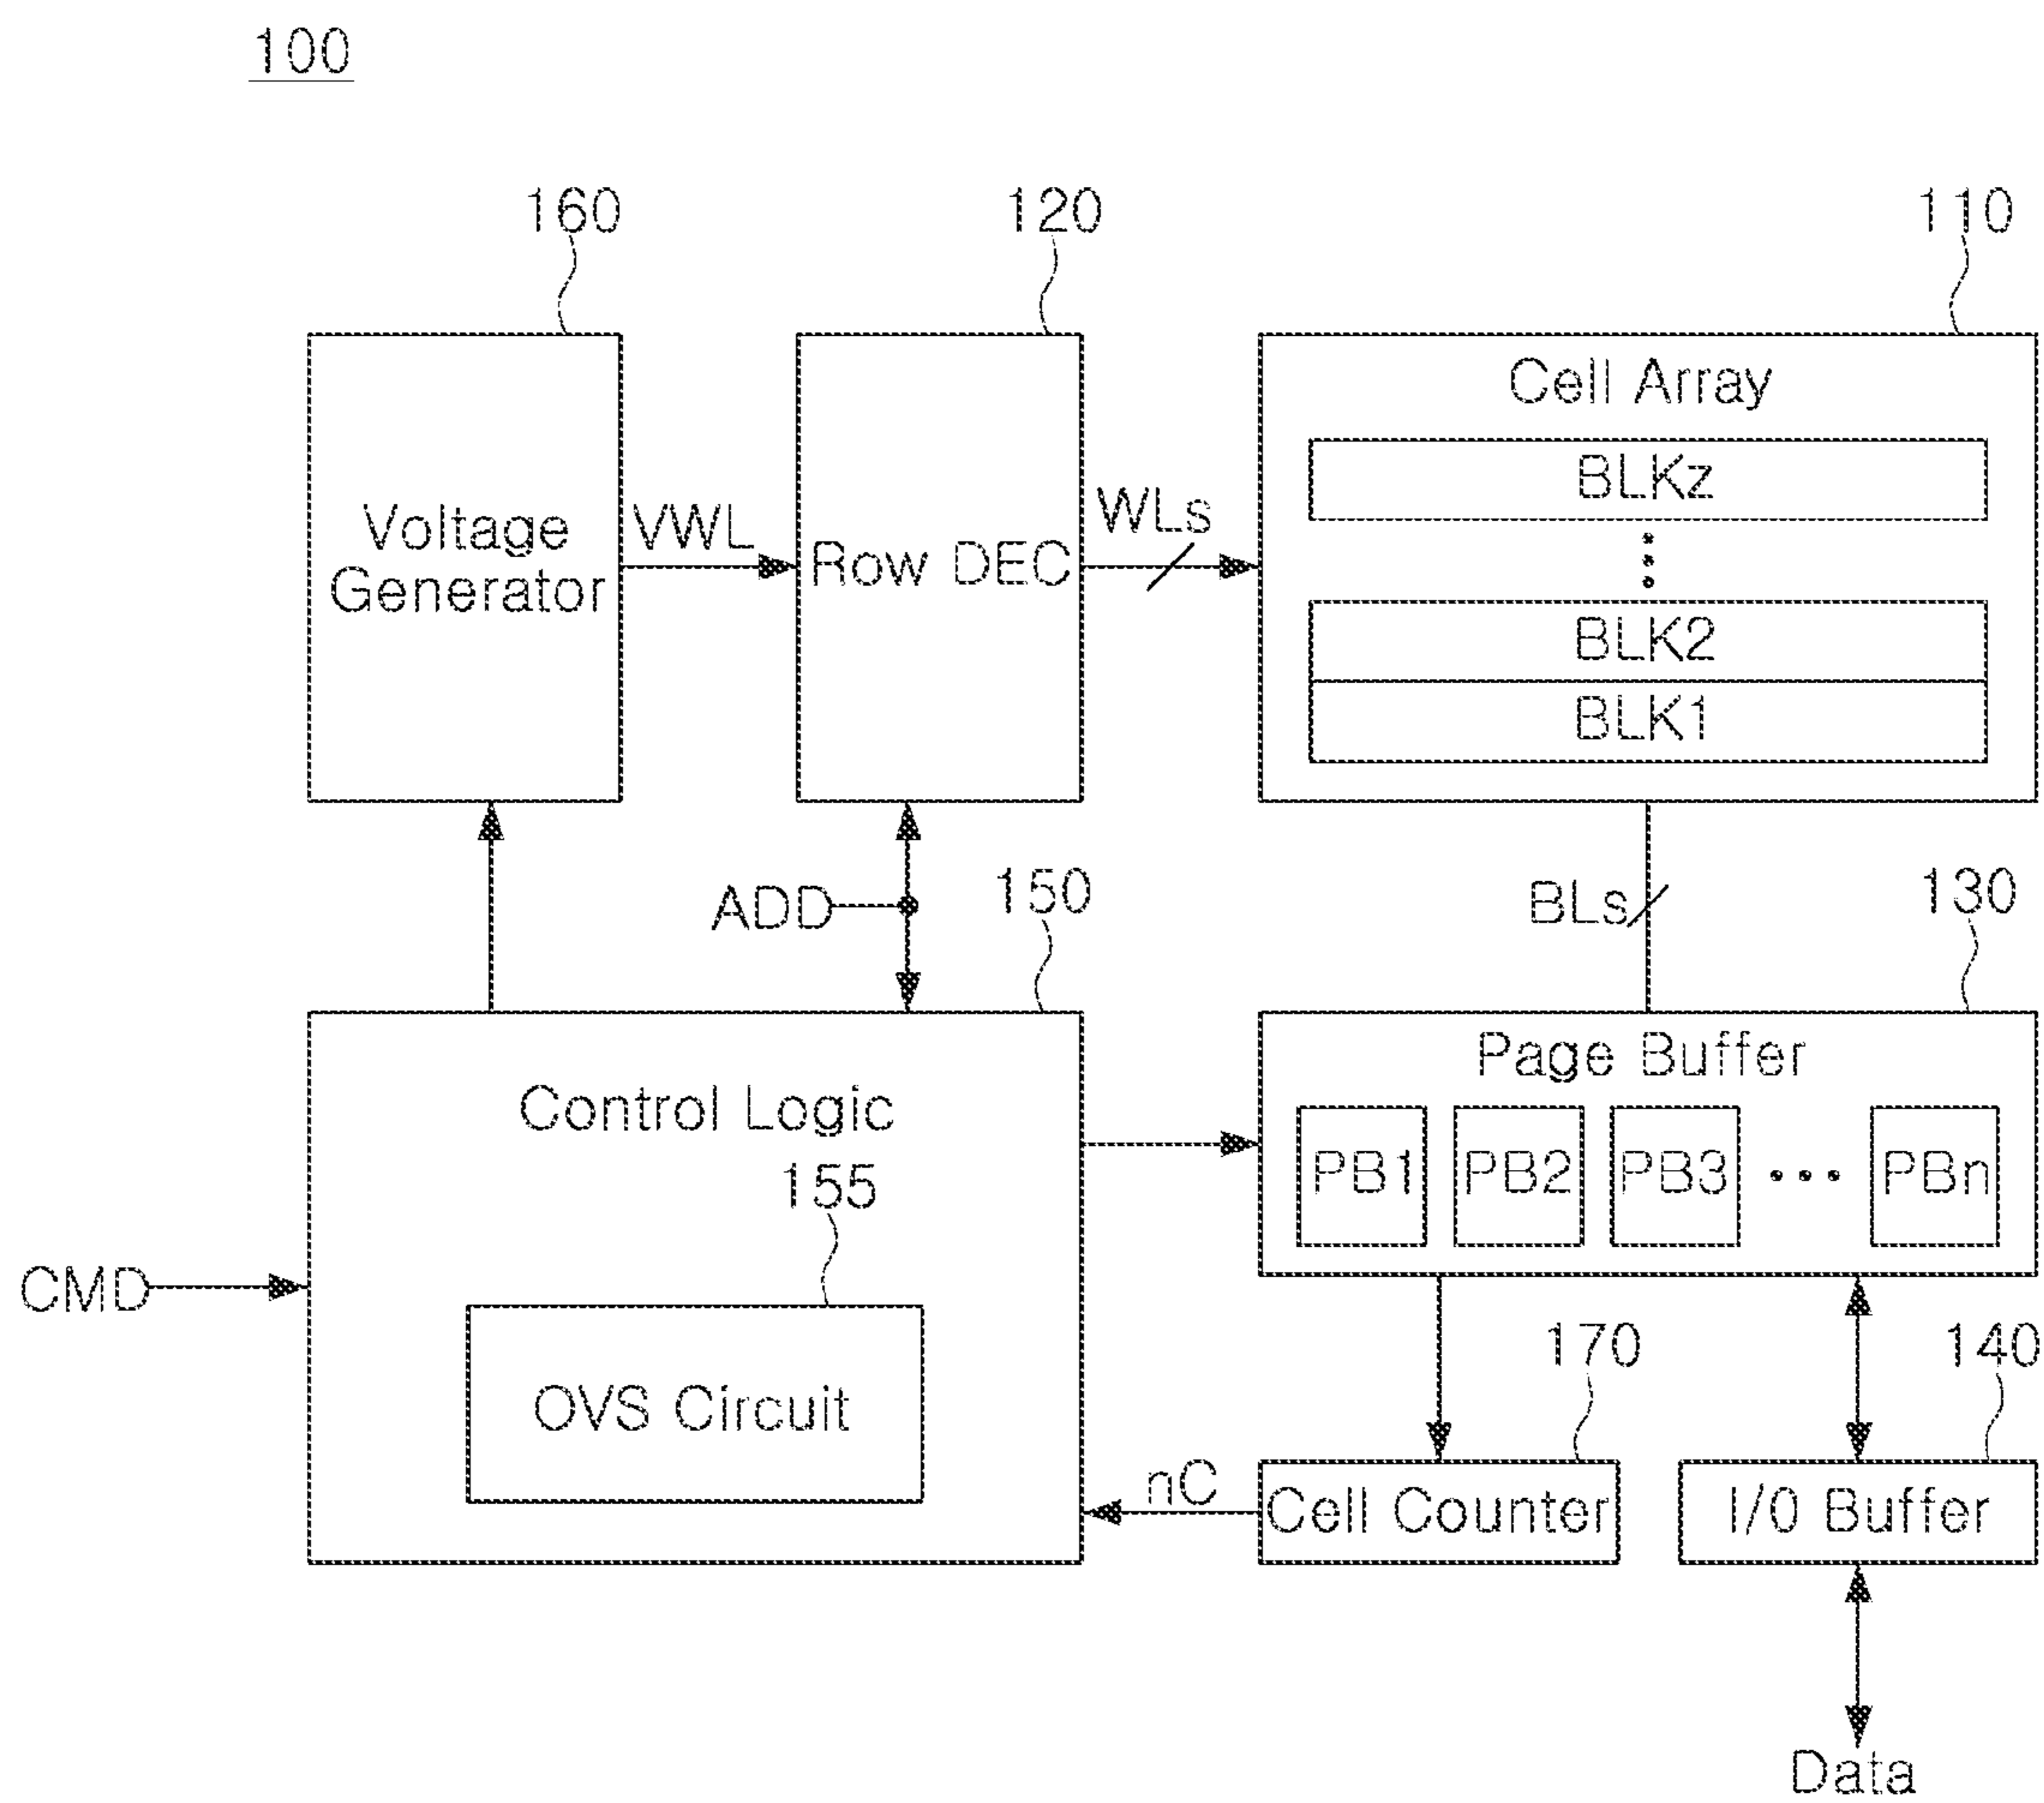 100
160
120
110
Voltage
Generator
VWL
Row DEC
WLs
Cell Array
BLKz
BLK2
BLK1
ADD
150
BLs
130
Control Logic
155
OVS Circuit
CMD
Page Buffer
PB1 PB2 PB3 ••• PBn
170
140
nC
Cell Counter
I/0 Buffer
Data